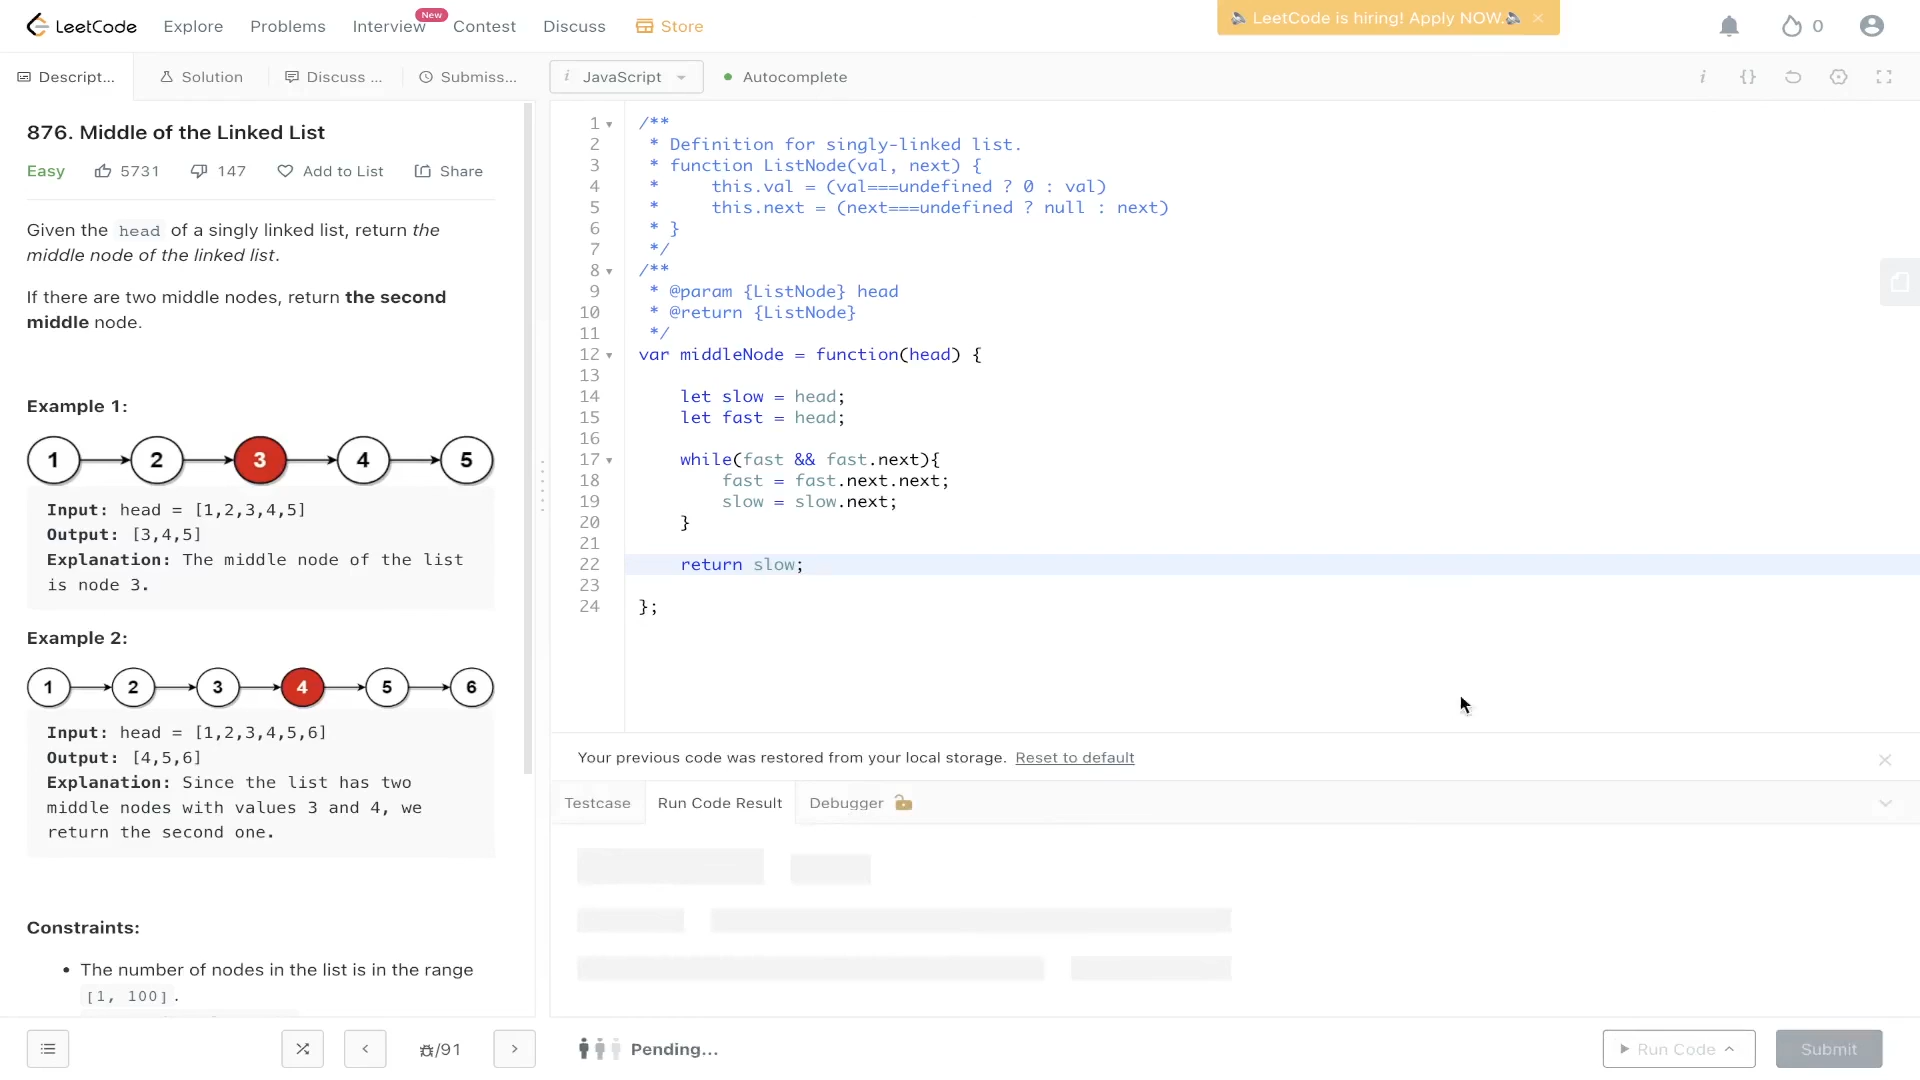 LeetCode Explore Problems Interview New Contest Discuss Store LeetCode is hiring! Apply NOW. 0
Descript... Solution Discuss ... Submiss... i JavaScript Autocomplete i {}
876. Middle of the Linked List
Easy 5731 147 Add to List Share
Given the head of a singly linked list, return the
middle node of the linked list.
If there are two middle nodes, return the second
middle node.
Example 1:
1 2 3 4 5
Input: head = [1,2,3,4,5]
Output: [3,4,5]
Explanation: The middle node of the list
is node 3.
Example 2:
1 2 3 4 5 6
Input: head = [1,2,3,4,5,6]
Output: [4,5,6]
Explanation: Since the list has two
middle nodes with values 3 and 4, we
return the second one.
Constraints:
• The number of nodes in the list is in the range
[1, 100].
/91
1 /**
2  * Definition for singly-linked list.
3  * function ListNode(val, next) {
4  *     this.val = (val===undefined ? 0 : val)
5  *     this.next = (next===undefined ? null : next)
6  * }
7  */
8 /**
9  * @param {ListNode} head
10  * @return {ListNode}
11  */
12 var middleNode = function(head) {
13
14     let slow = head;
15     let fast = head;
16
17     while(fast && fast.next){
18         fast = fast.next.next;
19         slow = slow.next;
20     }
21
22     return slow;
23
24 };
Your previous code was restored from your local storage. Reset to default
Testcase Run Code Result Debugger
Pending... Run Code Submit